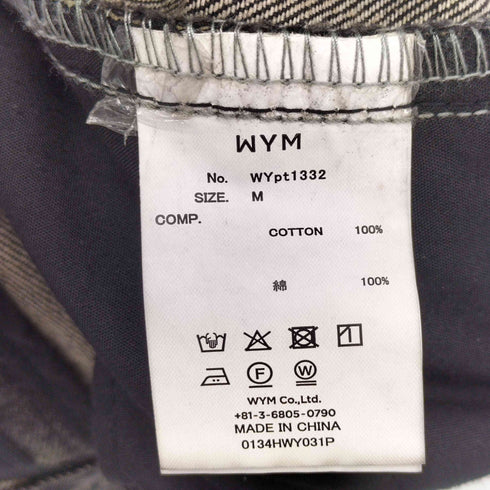 WYM
No. WYpt1332
SIZE. M
COMP.
COTTON 100%
綿 100%
F W
WYM Co.,Ltd.
+81-3-6805-0790
MADE IN CHINA
0134HWY031P